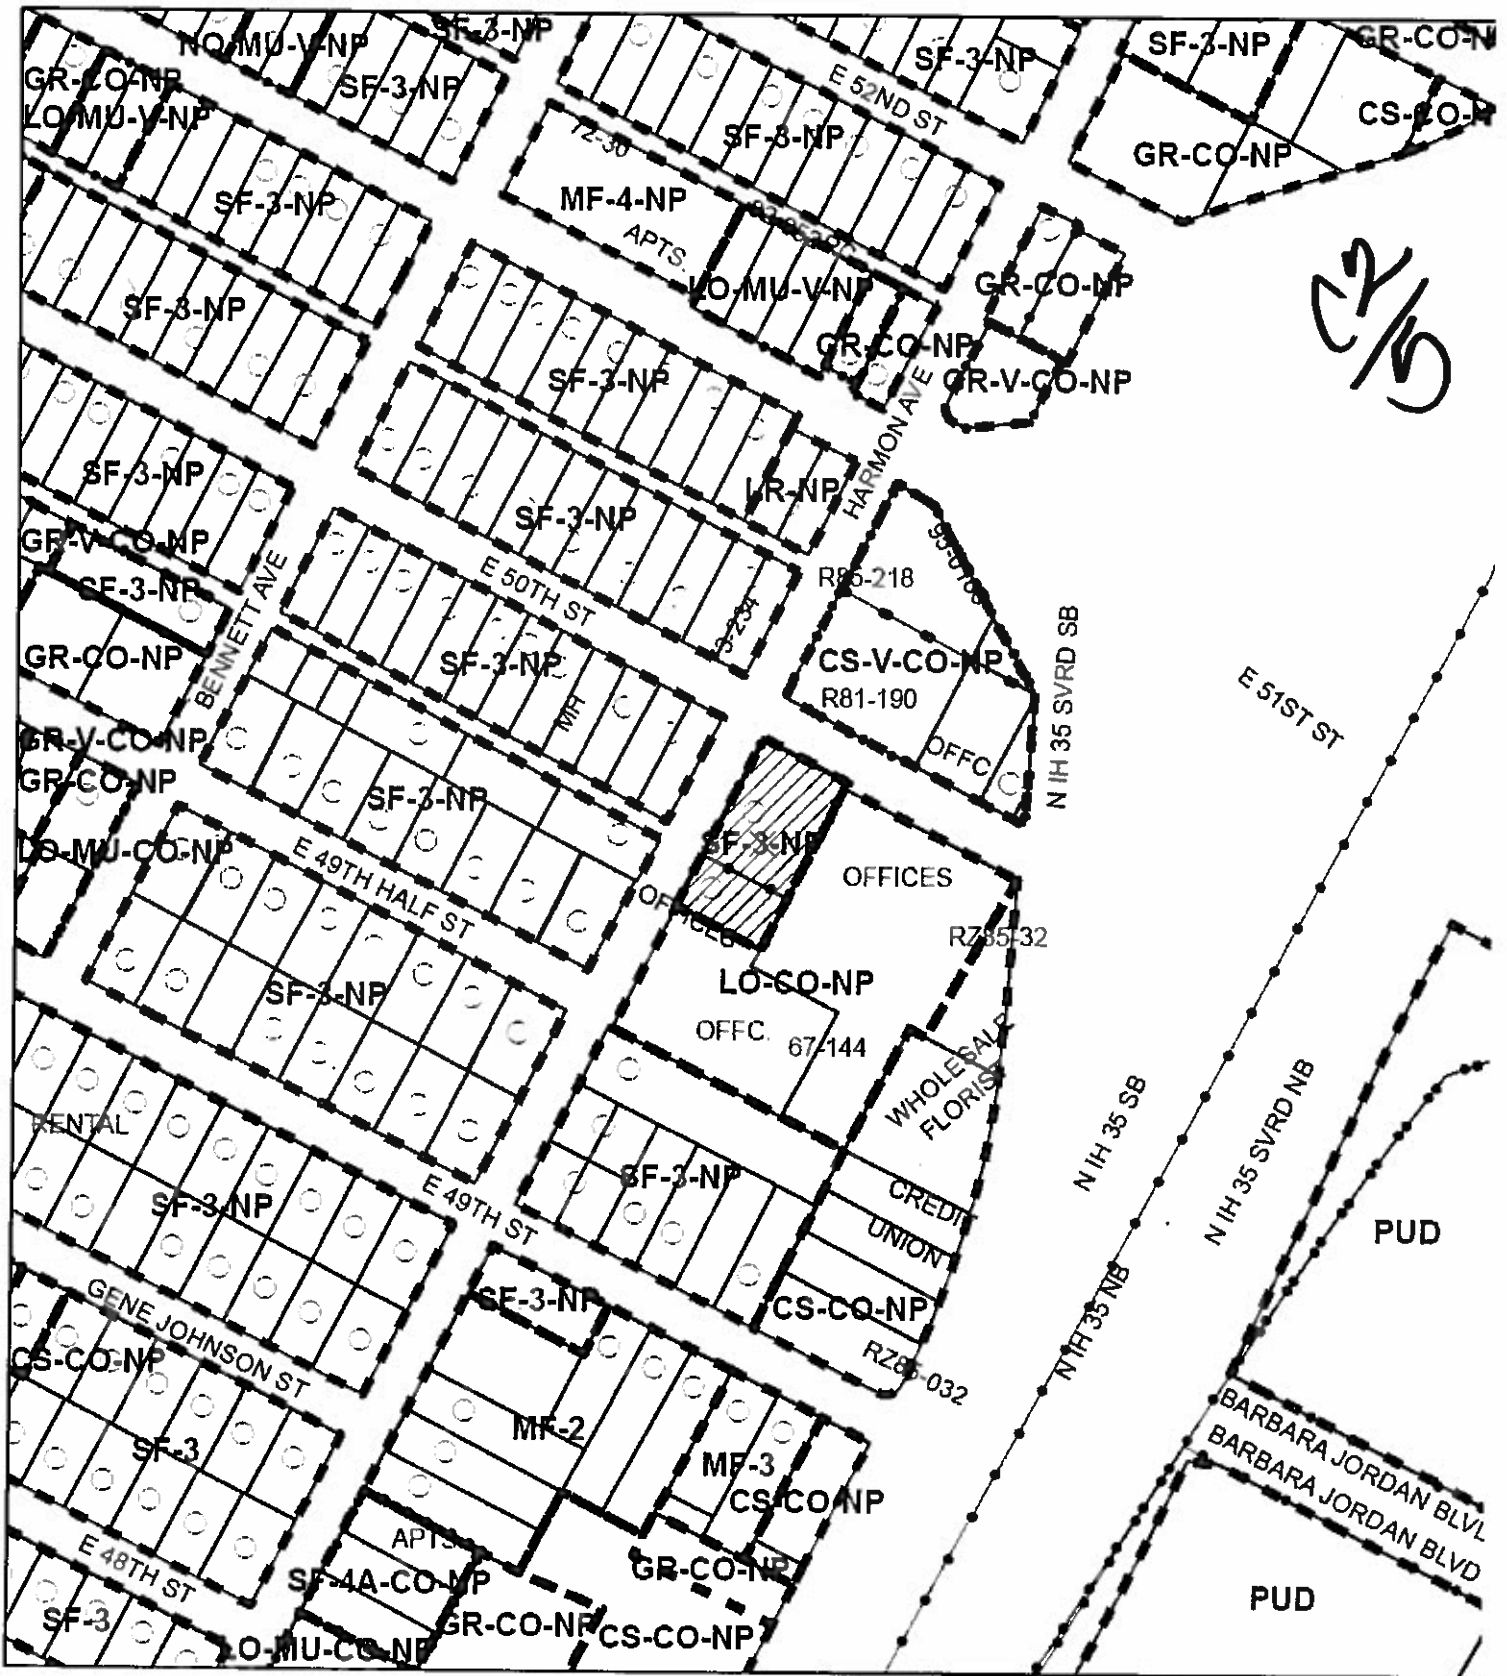 SF-3-NP
NO-MU-V-NP
SF-3-NP
GR-CO-NP
LO-MU-V-NP
SF-3-NP
SF-3-NP
SF-3-NP
GR-CO-N
E 52ND ST
CS-CO-N
GR-CO-NP
72-30
SF-3-NP
MF-4-NP
APTS.
SF-3-NP
LO-MU-V-NP
GR-CO-NP
GR-CO-NP
GR-V-CO-NP
C2/5
SF-3-NP
SF-3-NP
HARMON AVE
LR-NP
SF-3-NP
SF-3-NP
GR-V-CO-NP
SF-3-NP
GR-CO-NP
BENNETT AVE
E 50TH ST
R85-218
CS-V-CO-NP
R81-190
OFFC
N IH 35 SVRD SB
E 51ST ST
SF-3-NP
MH
GR-V-CO-NP
GR-CO-NP
LO-MU-CO-NP
SF-3-NP
E 49TH HALF ST
SF-3-NP
OFFICES
OFFICES
RZ85-32
LO-CO-NP
OFFC.
67-144
SF-3-NP
WHOLESALE
FLORIST
RENTAL
SF-3-NP
E 49TH ST
SF-3-NP
CREDIT
UNION
CS-CO-NP
RZ85-032
N IH 35 SB
N IH 35 NB
N IH 35 SVRD NB
PUD
GENE JOHNSON ST
SF-3-NP
CS-CO-NP
SF-3
MF-2
MF-3
CS-CO-NP
BARBARA JORDAN BLVD
BARBARA JORDAN BLVD
E 48TH ST
APTS.
SF-4A-CO-NP
GR-CO-NP
GR-CO-NP
CS-CO-NP
SF-3
LO-MU-CO-NP
PUD